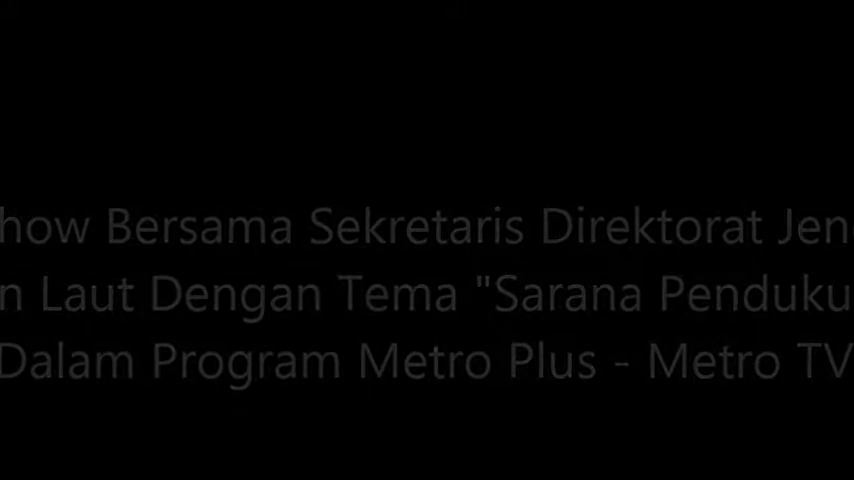 how Bersama Sekretaris Direktorat Jen
n Laut Dengan Tema "Sarana Penduku
Dalam Program Metro Plus - Metro TV